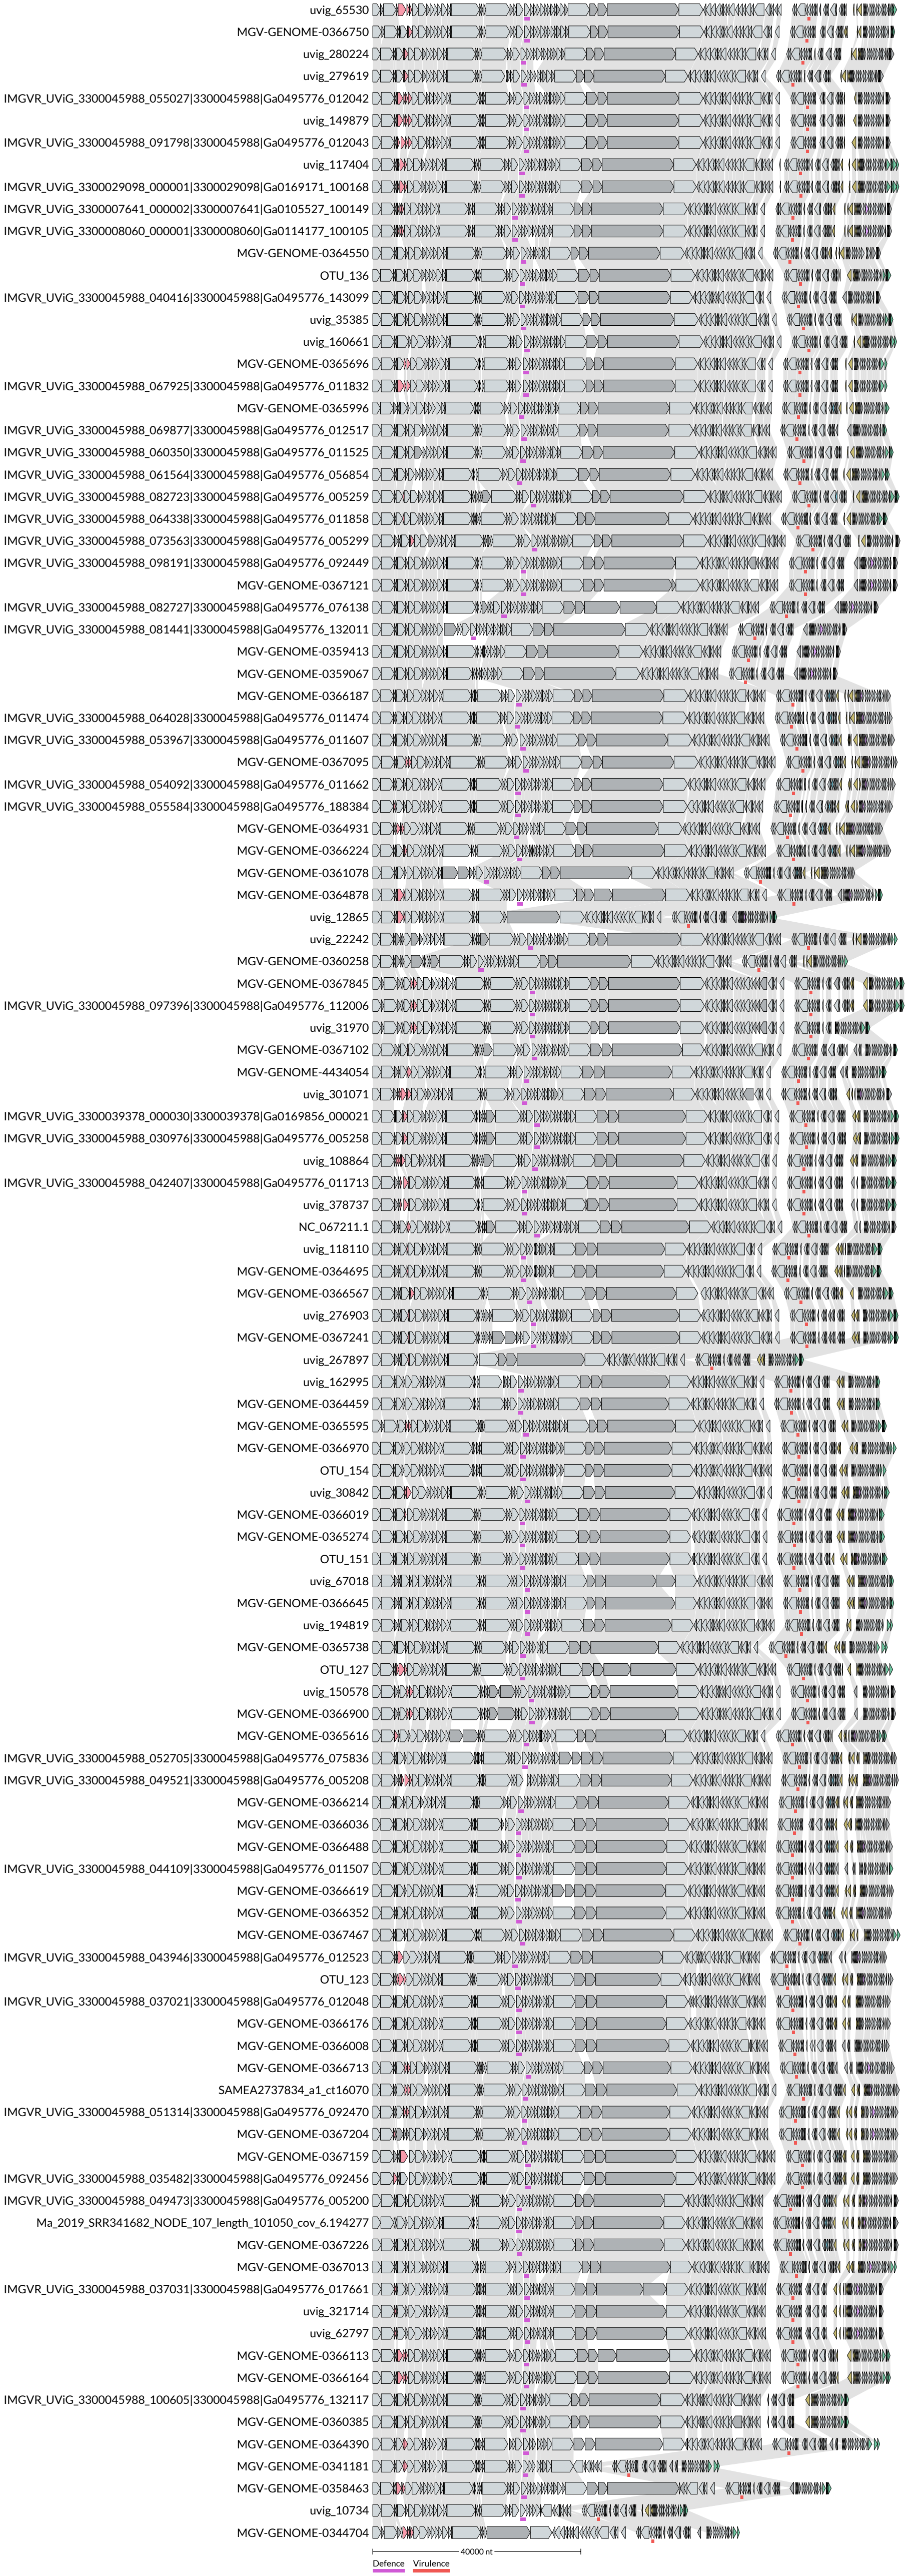 uvig_65530
MGV-GENOME-0366750
uvig_280224
uvig_279619
IMGVR_UViG_3300045988_055027|3300045988|Ga0495776_012042
uvig_149879
IMGVR_UViG_3300045988_091798|3300045988|Ga0495776_012043
uvig_117404
IMGVR_UViG_3300029098_000001|3300029098|Ga0169171_100168
IMGVR_UViG_3300007641_000002|3300007641|Ga0105527_100149
IMGVR_UViG_3300008060_000001|3300008060|Ga0114177_100105
MGV-GENOME-0364550
OTU_136
IMGVR_UViG_3300045988_040416|3300045988|Ga0495776_143099
uvig_35385
uvig_160661
MGV-GENOME-0365696
IMGVR_UViG_3300045988_067925|3300045988|Ga0495776_011832
MGV-GENOME-0365996
IMGVR_UViG_3300045988_069877|3300045988|Ga0495776_012517
IMGVR_UViG_3300045988_060350|3300045988|Ga0495776_011525
IMGVR_UViG_3300045988_061564|3300045988|Ga0495776_056854
IMGVR_UViG_3300045988_082723|3300045988|Ga0495776_005259
IMGVR_UViG_3300045988_064338|3300045988|Ga0495776_011858
IMGVR_UViG_3300045988_073563|3300045988|Ga0495776_005299
IMGVR_UViG_3300045988_098191|3300045988|Ga0495776_092449
MGV-GENOME-0367121
IMGVR_UViG_3300045988_082727|3300045988|Ga0495776_076138
IMGVR_UViG_3300045988_081441|3300045988|Ga0495776_132011
MGV-GENOME-0359413
MGV-GENOME-0359067
MGV-GENOME-0366187
IMGVR_UViG_3300045988_064028|3300045988|Ga0495776_011474
IMGVR_UViG_3300045988_053967|3300045988|Ga0495776_011607
MGV-GENOME-0367095
IMGVR_UViG_3300045988_054092|3300045988|Ga0495776_011662
IMGVR_UViG_3300045988_055584|3300045988|Ga0495776_188384
MGV-GENOME-0364931
MGV-GENOME-0366224
MGV-GENOME-0361078
MGV-GENOME-0364878
uvig_12865
uvig_22242
MGV-GENOME-0360258
MGV-GENOME-0367845
IMGVR_UViG_3300045988_097396|3300045988|Ga0495776_112006
uvig_31970
MGV-GENOME-0367102
MGV-GENOME-4434054
uvig_301071
IMGVR_UViG_3300039378_000030|3300039378|Ga0169856_000021
IMGVR_UViG_3300045988_030976|3300045988|Ga0495776_005258
uvig_108864
IMGVR_UViG_3300045988_042407|3300045988|Ga0495776_011713
uvig_378737
NC_067211.1
uvig_118110
MGV-GENOME-0364695
MGV-GENOME-0366567
uvig_276903
MGV-GENOME-0367241
uvig_267897
uvig_162995
MGV-GENOME-0364459
MGV-GENOME-0365595
MGV-GENOME-0366970
OTU_154
uvig_30842
MGV-GENOME-0366019
MGV-GENOME-0365274
OTU_151
uvig_67018
MGV-GENOME-0366645
uvig_194819
MGV-GENOME-0365738
OTU_127
uvig_150578
MGV-GENOME-0366900
MGV-GENOME-0365616
IMGVR_UViG_3300045988_052705|3300045988|Ga0495776_075836
IMGVR_UViG_3300045988_049521|3300045988|Ga0495776_005208
MGV-GENOME-0366214
MGV-GENOME-0366036
MGV-GENOME-0366488
IMGVR_UViG_3300045988_044109|3300045988|Ga0495776_011507
MGV-GENOME-0366619
MGV-GENOME-0366352
MGV-GENOME-0367467
IMGVR_UViG_3300045988_043946|3300045988|Ga0495776_012523
OTU_123
IMGVR_UViG_3300045988_037021|3300045988|Ga0495776_012048
MGV-GENOME-0366176
MGV-GENOME-0366008
MGV-GENOME-0366713
SAMEA2737834_a1_ct16070
IMGVR_UViG_3300045988_051314|3300045988|Ga0495776_092470
MGV-GENOME-0367204
MGV-GENOME-0367159
IMGVR_UViG_3300045988_035482|3300045988|Ga0495776_092456
IMGVR_UViG_3300045988_049473|3300045988|Ga0495776_005200
Ma_2019_SRR341682_NODE_107_length_101050_cov_6.194277
MGV-GENOME-0367226
MGV-GENOME-0367013
IMGVR_UViG_3300045988_037031|3300045988|Ga0495776_017661
uvig_321714
uvig_62797
MGV-GENOME-0366113
MGV-GENOME-0366164
IMGVR_UViG_3300045988_100605|3300045988|Ga0495776_132117
MGV-GENOME-0360385
MGV-GENOME-0364390
MGV-GENOME-0341181
MGV-GENOME-0358463
uvig_10734
MGV-GENOME-0344704
40000 nt
Defence Virulence